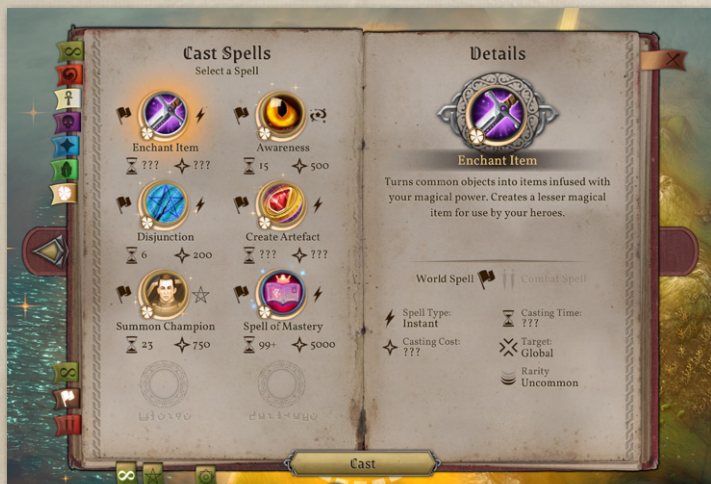 Cast Spells
Select a Spell
Enchant Item
??? ???
Awareness
15 500
Disjunction
6 200
Create Artefact
??? ???
Summon Champion
23 750
Spell of Mastery
99+ 5000
Details
Enchant Item
Turns common objects into items infused with
your magical power. Creates a lesser magical
item for use by your heroes.
World Spell
Combat Spell
Spell Type:
Instant
Casting Time:
???
Casting Cost:
???
Target:
Global
Rarity
Uncommon
Cast